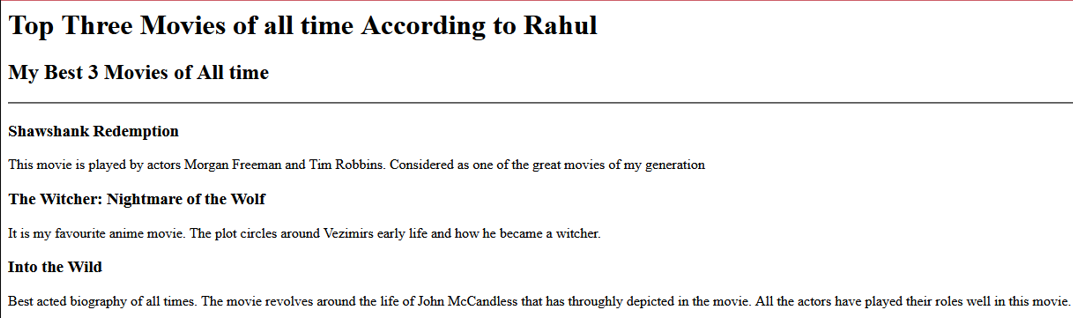 Top Three Movies of all time According to Rahul
My Best 3 Movies of All time
Shawshank Redemption
This movie is played by actors Morgan Freeman and Tim Robbins. Considered as one of the great movies of my generation
The Witcher: Nightmare of the Wolf
It is my favourite anime movie. The plot circles around Vezimirs early life and how he became a witcher.
Into the Wild
Best acted biography of all times. The movie revolves around the life of John McCandless that has throughly depicted in the movie. All the actors have played their roles well in this movie.